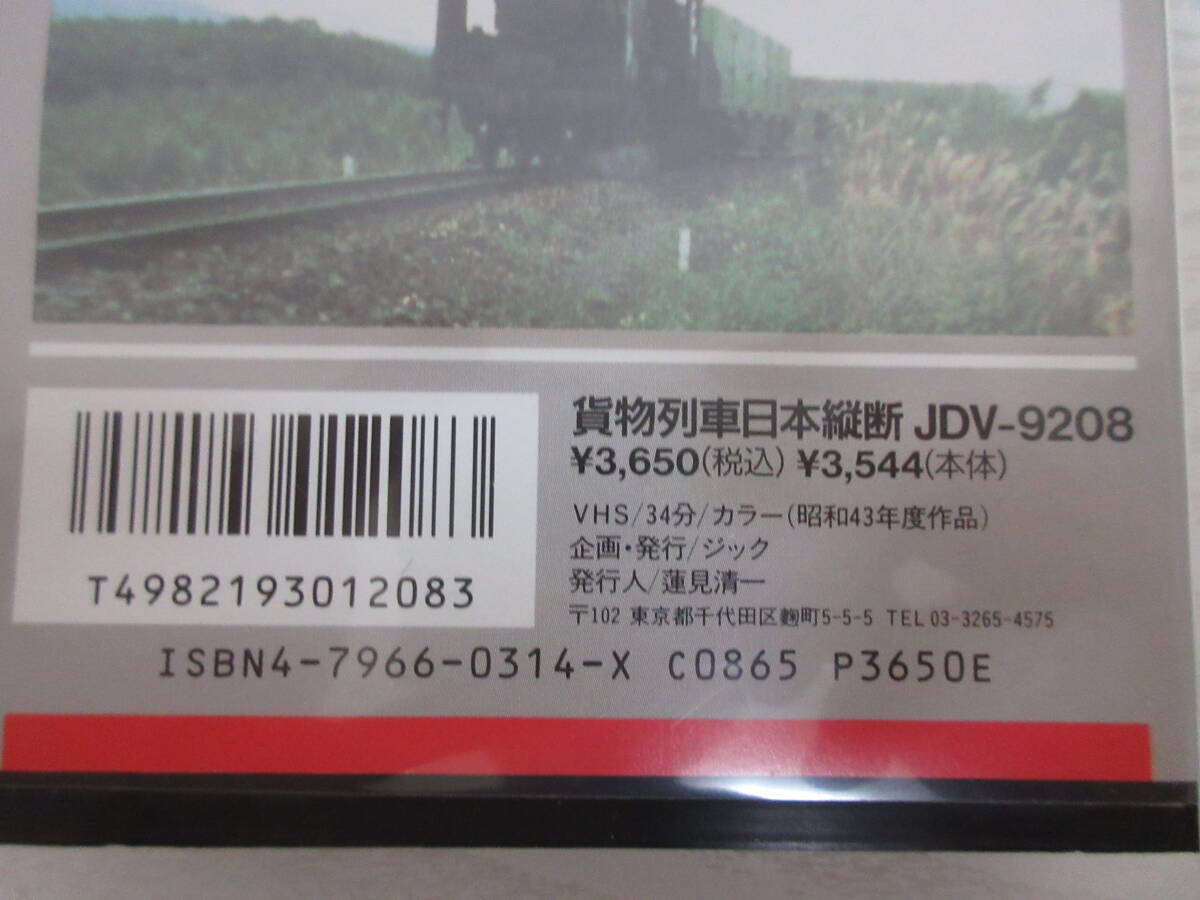 貨物列車日本縦断 JDV-9208
¥3,650(税込) ¥3,544(本体)
VHS/34分/カラー(昭和43年度作品)
企画・発行/ジック
発行人/蓮見清一
〒102 東京都千代田区麴町5-5-5 TEL 03-3265-4575
T4982193012083
ISBN4-7966-0314-X C0865 P3650E